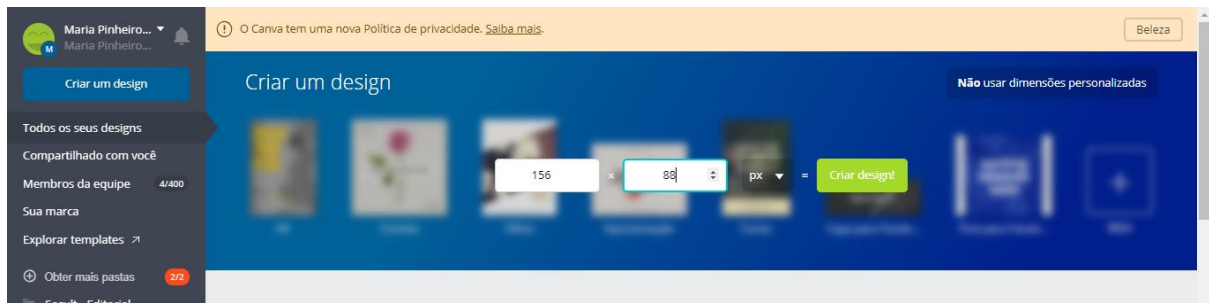 Maria Pinheiro...
Maria Pinheiro...
M
Criar um design
Todos os seus designs
Compartilhado com você
Membros da equipe 4/400
Sua marca
Explorar templates
Obter mais pastas 2/2
O Canva tem uma nova Política de privacidade. Saiba mais.
Beleza
Criar um design
Não usar dimensões personalizadas
156 × 88 px = Criar design!